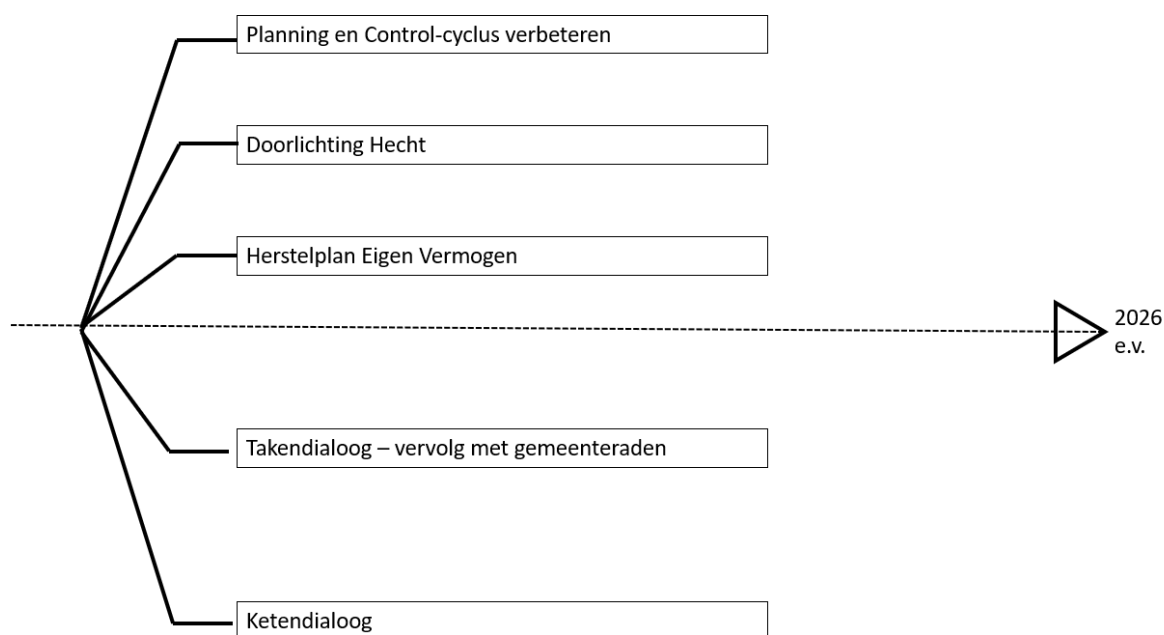 Planning en Control-cyclus verbeteren
Doorlichting Hecht
Herstelplan Eigen Vermogen
2026
e.v.
Takendialoog – vervolg met gemeenteraden
Ketendialoog